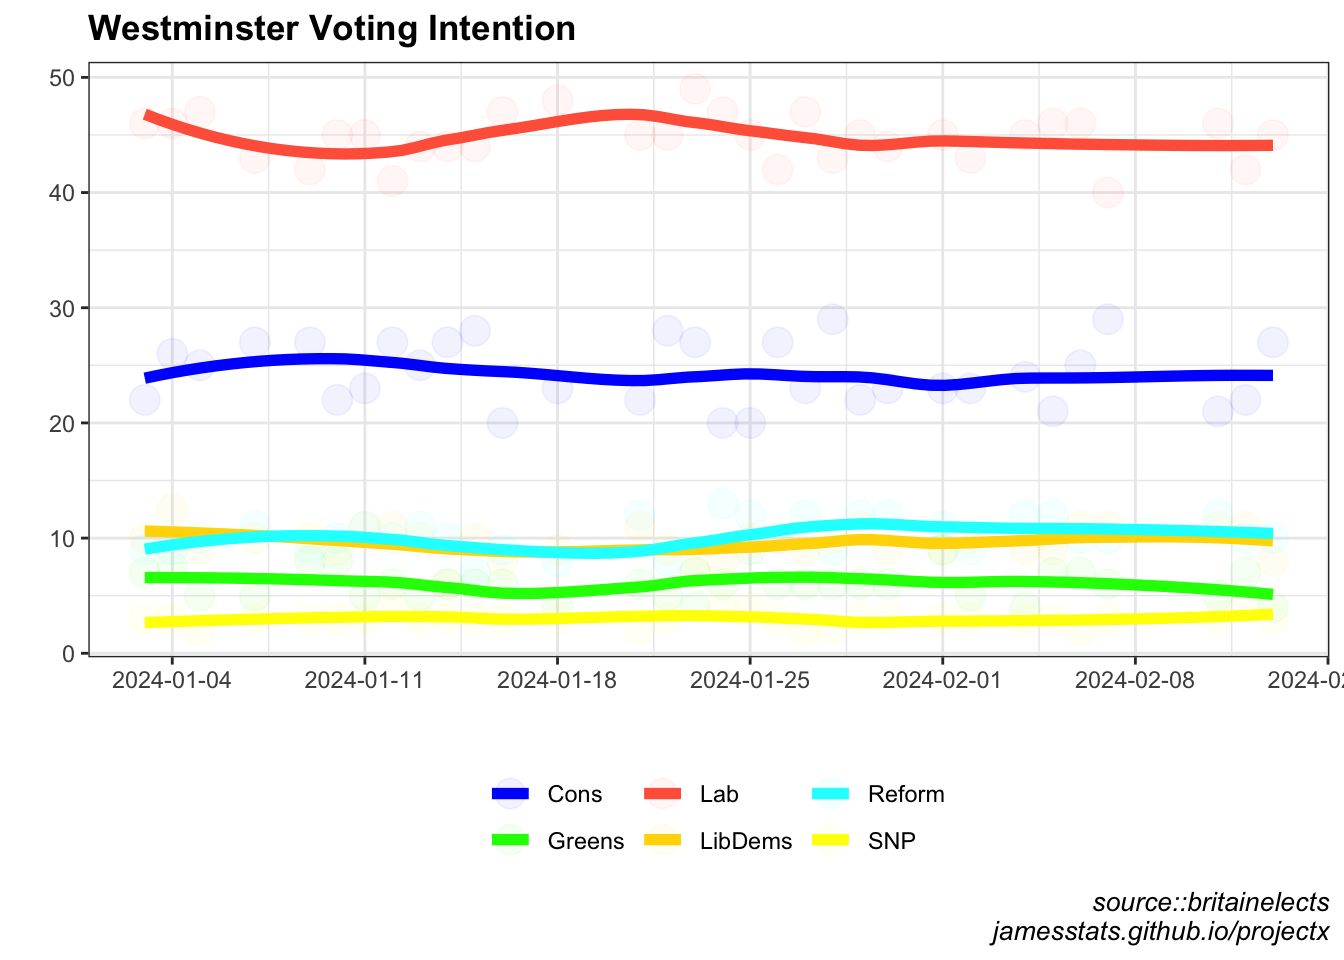 Westminster Voting Intention
50
40
30
20
10
0
2024-01-04 2024-01-11 2024-01-18 2024-01-25 2024-02-01 2024-02-08 2024-02
Cons Lab Reform
Greens LibDems SNP
source::britainelects
jamesstats.github.io/projectx